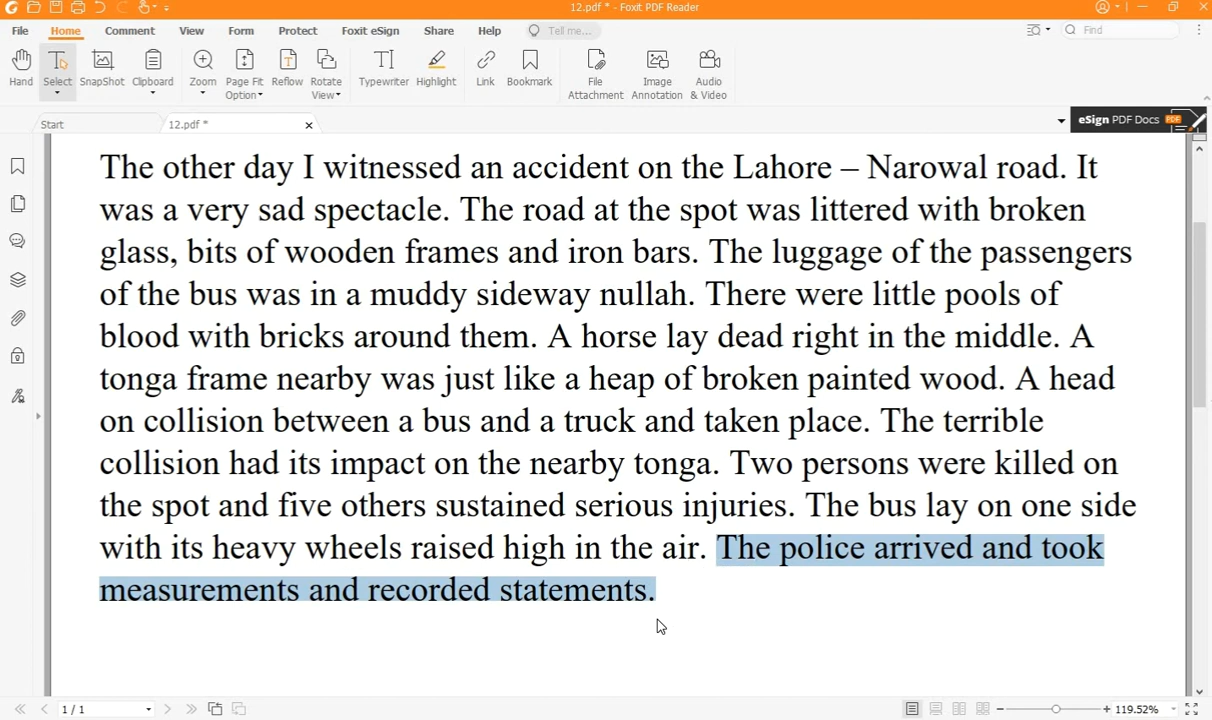 12.pdf * - Foxit PDF Reader
File Home Comment View Form Protect Foxit eSign Share Help Tell me... Find
Hand Select SnapShot Clipboard Zoom Page Fit Option Reflow Rotate View Typewriter Highlight Link Bookmark File Attachment Image Annotation Audio & Video
Start 12.pdf * eSign PDF Docs PDF
The other day I witnessed an accident on the Lahore – Narowal road. It
was a very sad spectacle. The road at the spot was littered with broken
glass, bits of wooden frames and iron bars. The luggage of the passengers
of the bus was in a muddy sideway nullah. There were little pools of
blood with bricks around them. A horse lay dead right in the middle. A
tonga frame nearby was just like a heap of broken painted wood. A head
on collision between a bus and a truck and taken place. The terrible
collision had its impact on the nearby tonga. Two persons were killed on
the spot and five others sustained serious injuries. The bus lay on one side
with its heavy wheels raised high in the air. The police arrived and took
measurements and recorded statements.
1 / 1 119.52%